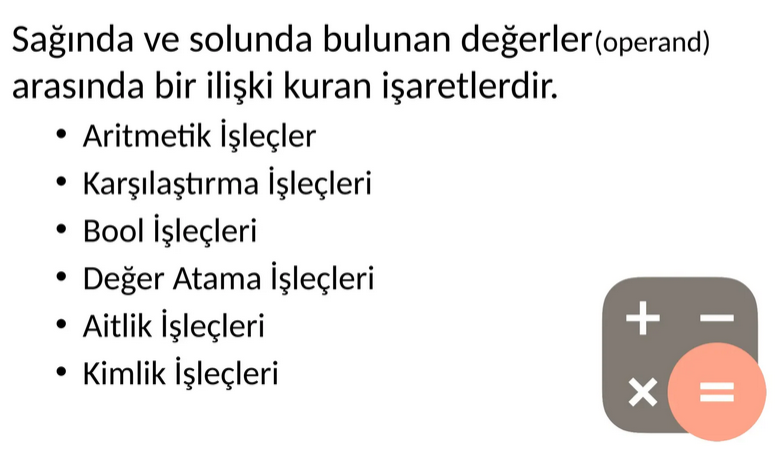 Sağında ve solunda bulunan değerler(operand)
arasında bir ilişki kuran işaretlerdir.
• Aritmetik İşleçler
• Karşılaştırma İşleçleri
• Bool İşleçleri
• Değer Atama İşleçleri
• Aitlik İşleçleri
• Kimlik İşleçleri
+ −
× =